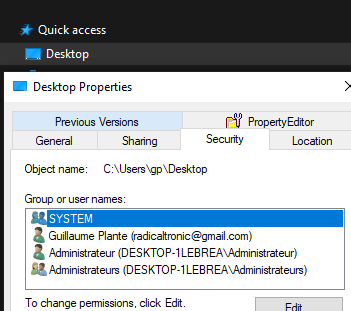 Quick access
Desktop
Desktop Properties
Previous Versions
PropertyEditor
General
Sharing
Security
Location
Object name: C:\Users\gp\Desktop
Group or user names:
SYSTEM
Guillaume Plante (radicaltronic@gmail.com)
Administrateur (DESKTOP-1LEBREA\Administrateur)
Administrateurs (DESKTOP-1LEBREA\Administrateurs)
To change permissions, click Edit.
Edit